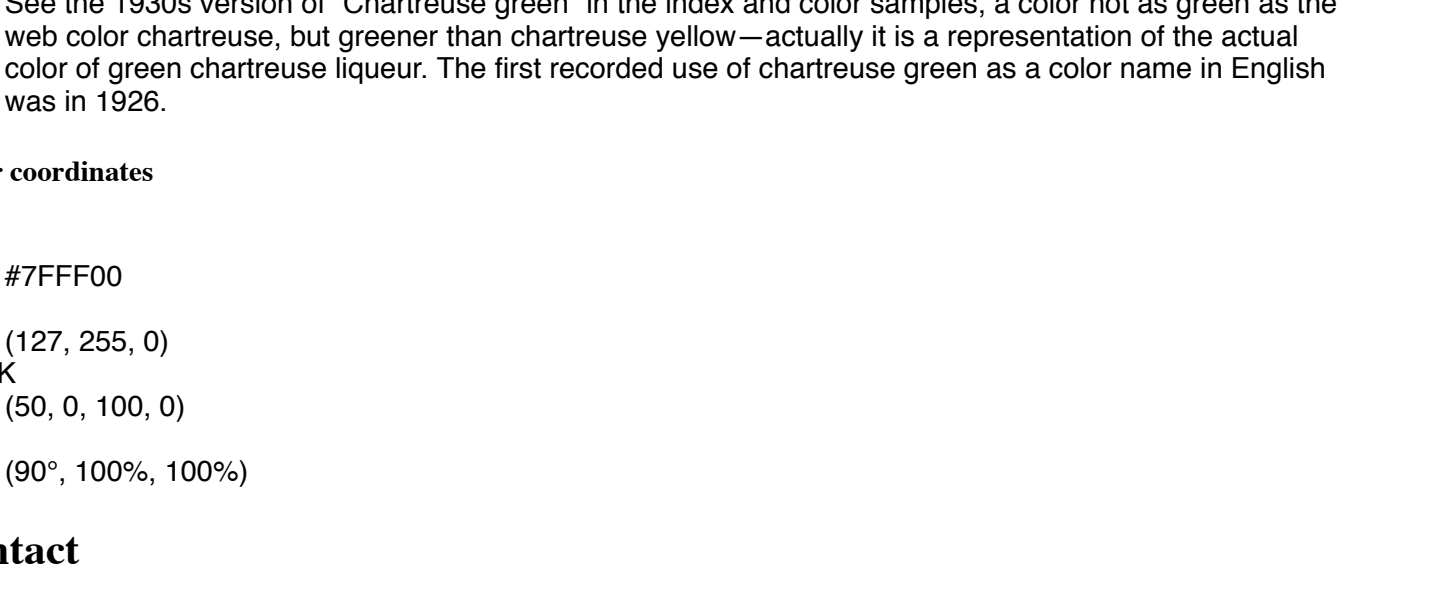 See the 1930s version of "Chartreuse green" in the index and color samples, a color not as green as the
web color chartreuse, but greener than chartreuse yellow—actually it is a representation of the actual
color of green chartreuse liqueur. The first recorded use of chartreuse green as a color name in English
was in 1926.
r coordinates
#7FFF00
(127, 255, 0)
K
(50, 0, 100, 0)
(90°, 100%, 100%)
ntact